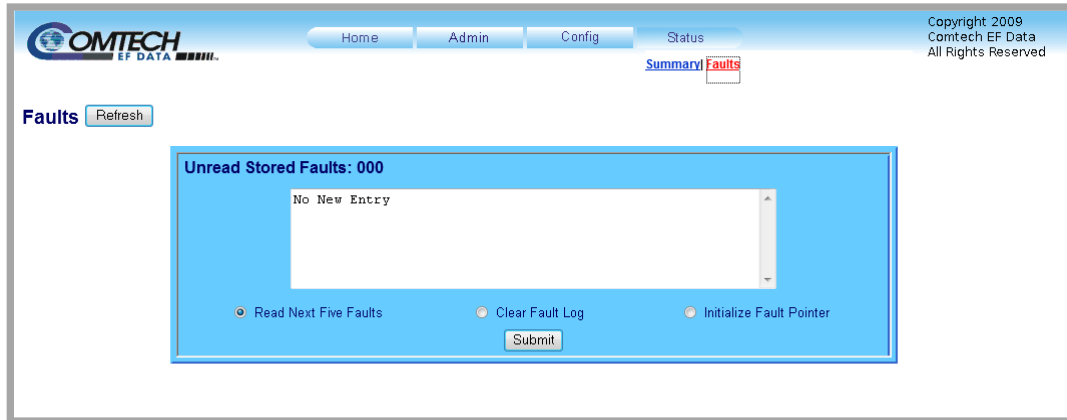 COMTECH
EF DATA
Home Admin Config Status
Copyright 2009
Comtech EF Data
All Rights Reserved
Summary| Faults
Faults Refresh
Unread Stored Faults: 000
No New Entry
Read Next Five Faults Clear Fault Log Initialize Fault Pointer
Submit